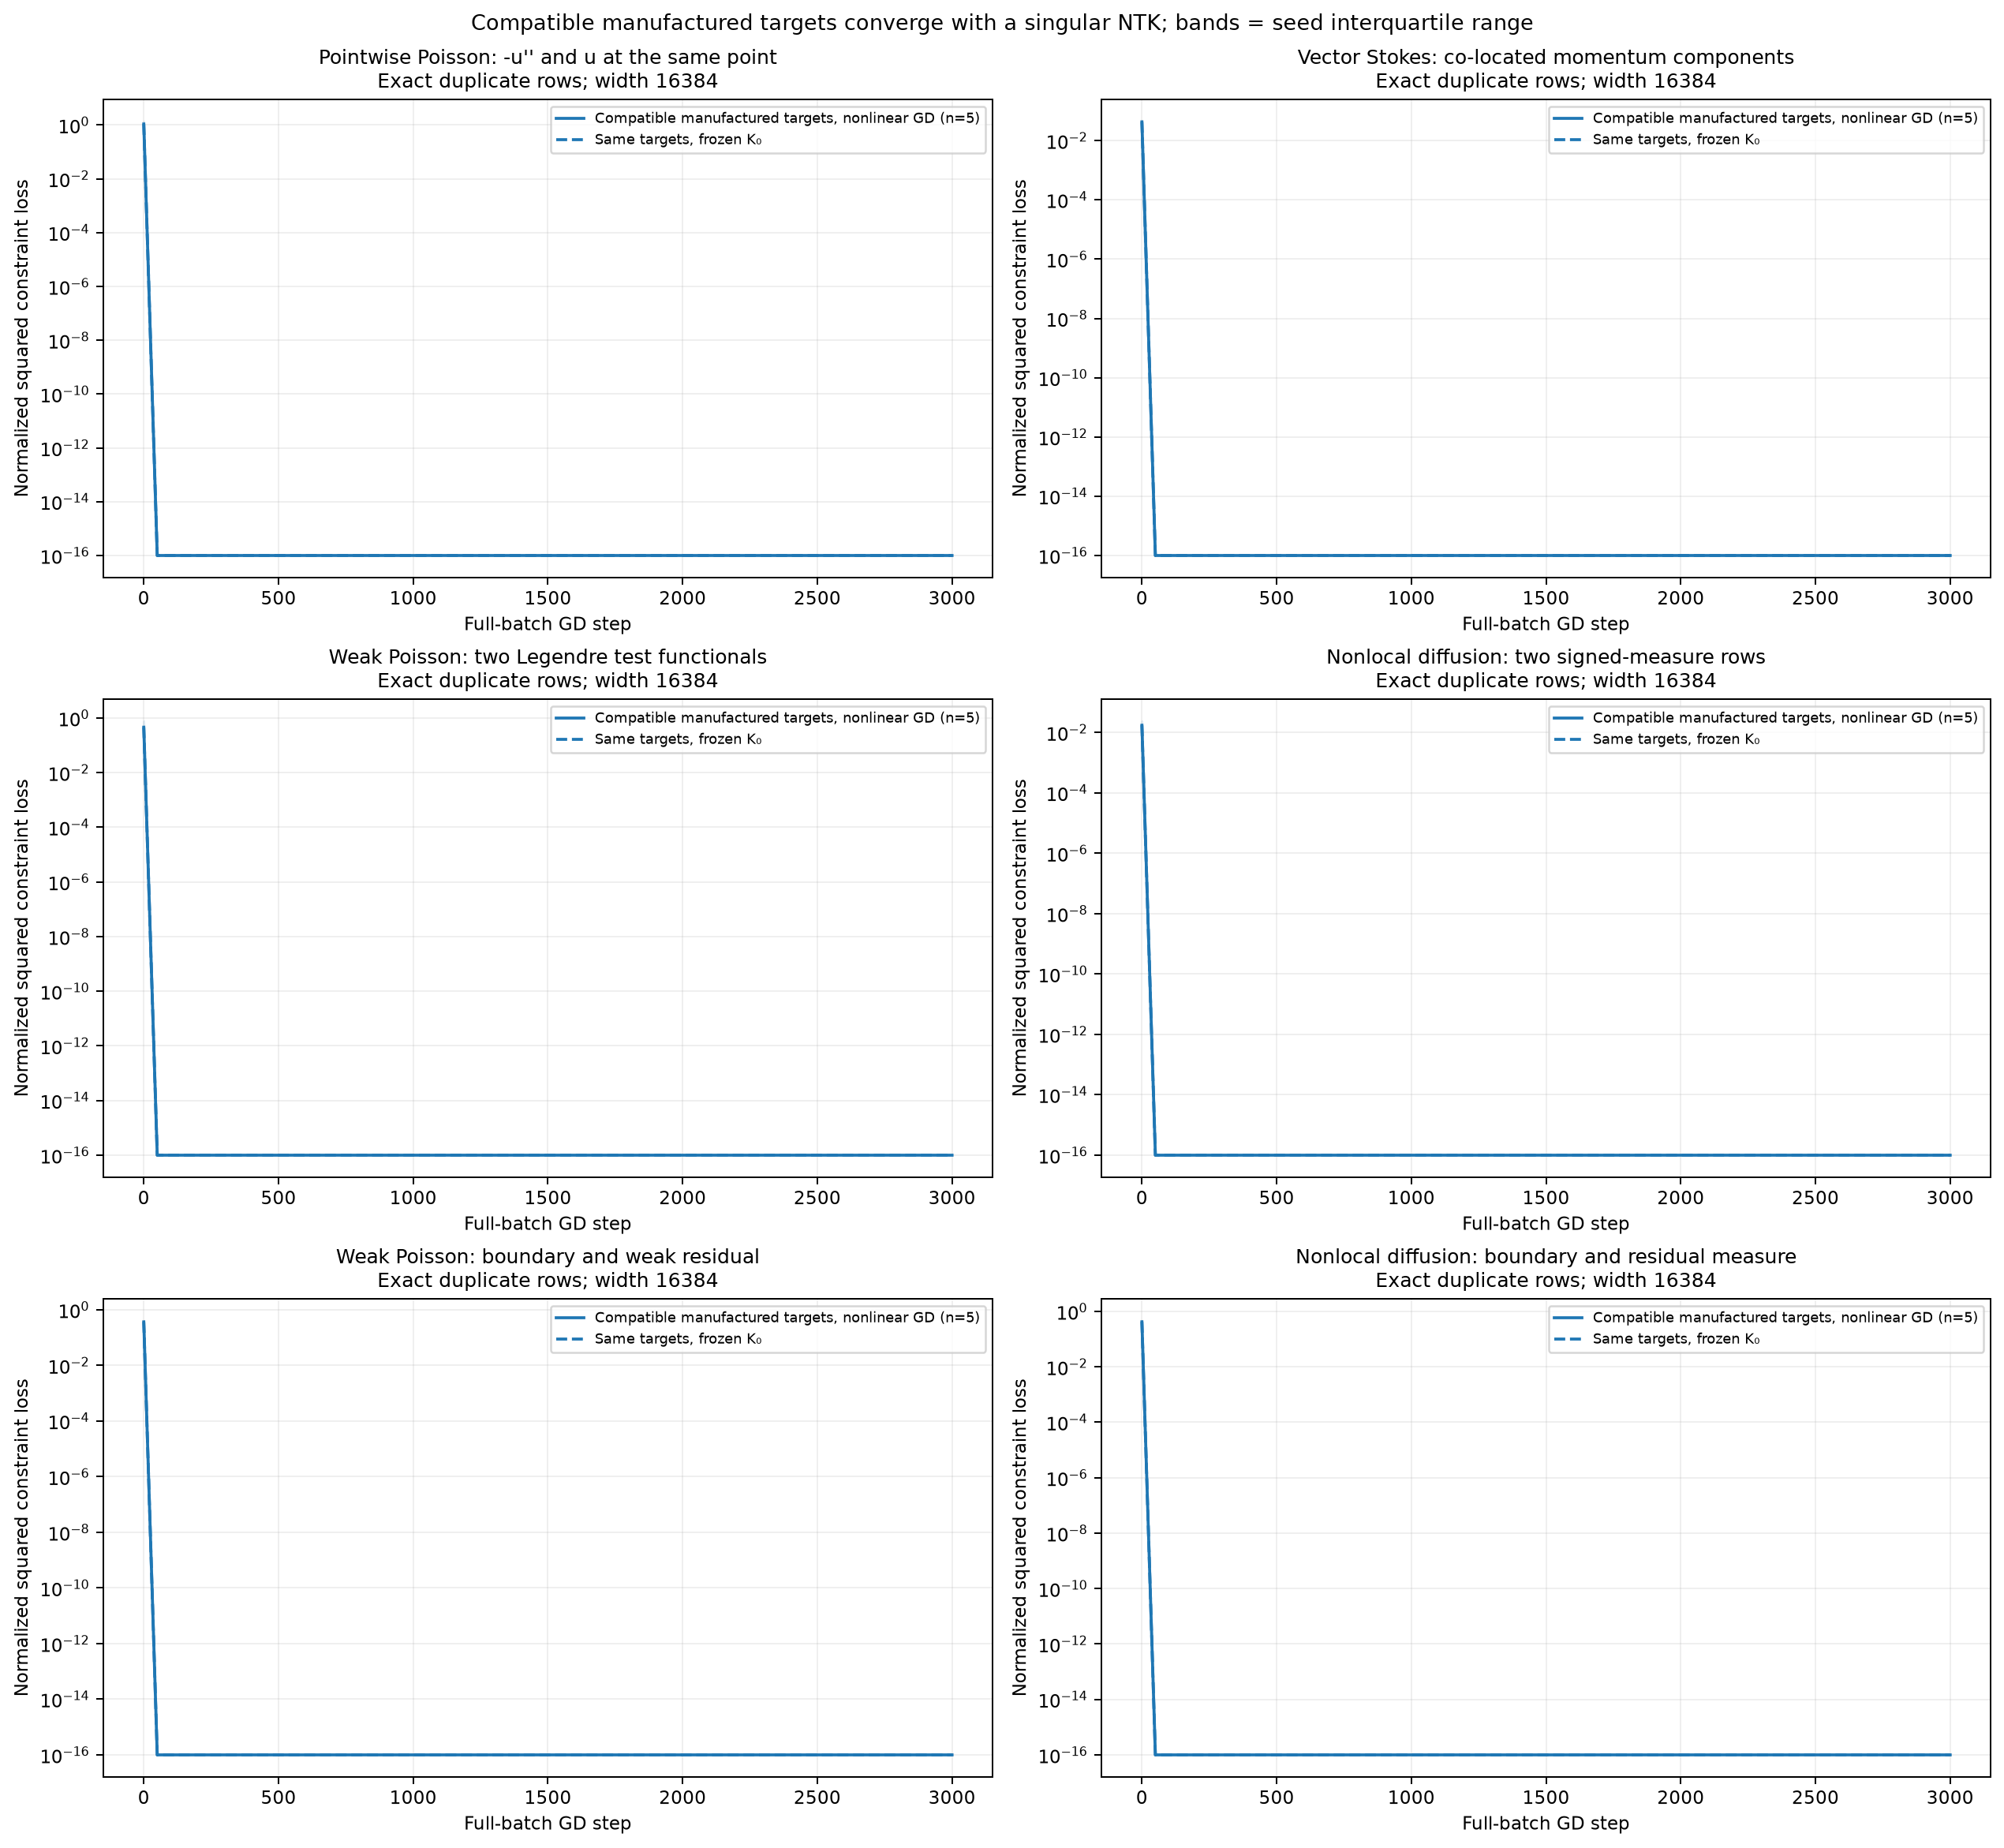 Compatible manufactured targets converge with a singular NTK; bands = seed interquartile range
Pointwise Poisson: -u'' and u at the same point
Exact duplicate rows; width 16384
Normalized squared constraint loss
10⁰
10⁻²
10⁻⁴
10⁻⁶
10⁻⁸
10⁻¹⁰
10⁻¹²
10⁻¹⁴
10⁻¹⁶
Compatible manufactured targets, nonlinear GD (n=5)
Same targets, frozen K₀
0 500 1000 1500 2000 2500 3000
Full-batch GD step
Vector Stokes: co-located momentum components
Exact duplicate rows; width 16384
Normalized squared constraint loss
10⁻²
10⁻⁴
10⁻⁶
10⁻⁸
10⁻¹⁰
10⁻¹²
10⁻¹⁴
10⁻¹⁶
Compatible manufactured targets, nonlinear GD (n=5)
Same targets, frozen K₀
0 500 1000 1500 2000 2500 3000
Full-batch GD step
Weak Poisson: two Legendre test functionals
Exact duplicate rows; width 16384
Normalized squared constraint loss
10⁰
10⁻²
10⁻⁴
10⁻⁶
10⁻⁸
10⁻¹⁰
10⁻¹²
10⁻¹⁴
10⁻¹⁶
Compatible manufactured targets, nonlinear GD (n=5)
Same targets, frozen K₀
0 500 1000 1500 2000 2500 3000
Full-batch GD step
Nonlocal diffusion: two signed-measure rows
Exact duplicate rows; width 16384
Normalized squared constraint loss
10⁻²
10⁻⁴
10⁻⁶
10⁻⁸
10⁻¹⁰
10⁻¹²
10⁻¹⁴
10⁻¹⁶
Compatible manufactured targets, nonlinear GD (n=5)
Same targets, frozen K₀
0 500 1000 1500 2000 2500 3000
Full-batch GD step
Weak Poisson: boundary and weak residual
Exact duplicate rows; width 16384
Normalized squared constraint loss
10⁰
10⁻²
10⁻⁴
10⁻⁶
10⁻⁸
10⁻¹⁰
10⁻¹²
10⁻¹⁴
10⁻¹⁶
Compatible manufactured targets, nonlinear GD (n=5)
Same targets, frozen K₀
0 500 1000 1500 2000 2500 3000
Full-batch GD step
Nonlocal diffusion: boundary and residual measure
Exact duplicate rows; width 16384
Normalized squared constraint loss
10⁰
10⁻²
10⁻⁴
10⁻⁶
10⁻⁸
10⁻¹⁰
10⁻¹²
10⁻¹⁴
10⁻¹⁶
Compatible manufactured targets, nonlinear GD (n=5)
Same targets, frozen K₀
0 500 1000 1500 2000 2500 3000
Full-batch GD step